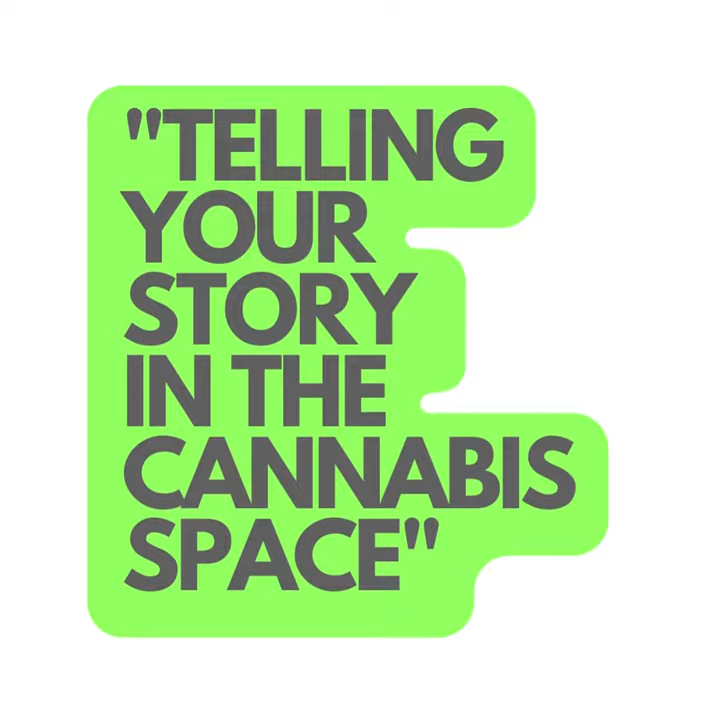 "TELLING
YOUR
STORY
IN THE
CANNABIS
SPACE"